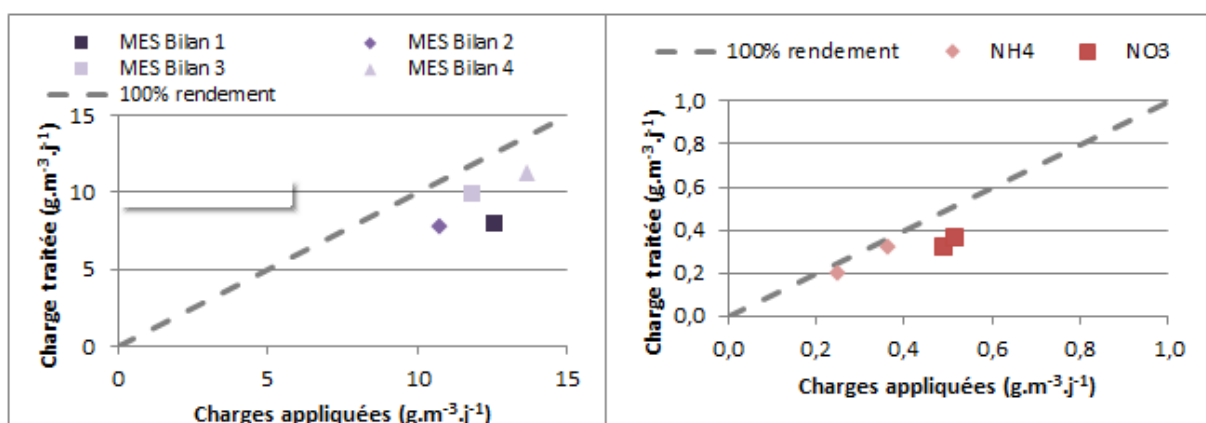 MES Bilan 1
MES Bilan 2
MES Bilan 3
MES Bilan 4
100% rendement
15
10
5
0
0
5
10
15
Charge traitée (g.m-3.j-1)
Charges appliquées (g.m-3.j-1)
100% rendement
NH4
NO3
1,0
0,8
0,6
0,4
0,2
0,0
0,0
0,2
0,4
0,6
0,8
1,0
Charge traitée (g.m-3.j-1)
Charges appliquées (g.m-3.j-1)